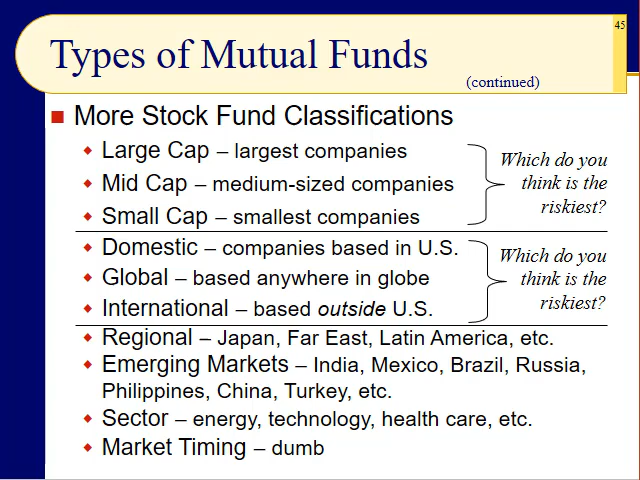 45
Types of Mutual Funds
(continued)
■ More Stock Fund Classifications
◆ Large Cap – largest companies
◆ Mid Cap – medium-sized companies
◆ Small Cap – smallest companies
Which do you
think is the
riskiest?
◆ Domestic – companies based in U.S.
◆ Global – based anywhere in globe
◆ International – based outside U.S.
Which do you
think is the
riskiest?
◆ Regional – Japan, Far East, Latin America, etc.
◆ Emerging Markets – India, Mexico, Brazil, Russia,
Philippines, China, Turkey, etc.
◆ Sector – energy, technology, health care, etc.
◆ Market Timing – dumb